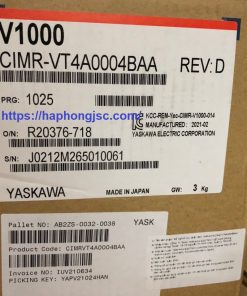 V1000
CIMR-VT4A0004BAA REV: D
PRG: 1025
KCC-REM-Yec-CIMR-V1000-014
https://haphongjsc.com/
MANUFACTURED : 2021-02
O/N: R20376-718
YASKAWA ELECTRIC CORPORATION
S/N: J0212M265010061
YASKAWA MADE IN JAPAN GW: 3 Kg
Pallet NO: AB2ZS-0032-0038 YASK
Product Code: CIMRVT4A0004BAA
Invoice No: IUV210634
PICKING KEY: YAPV21024HAN